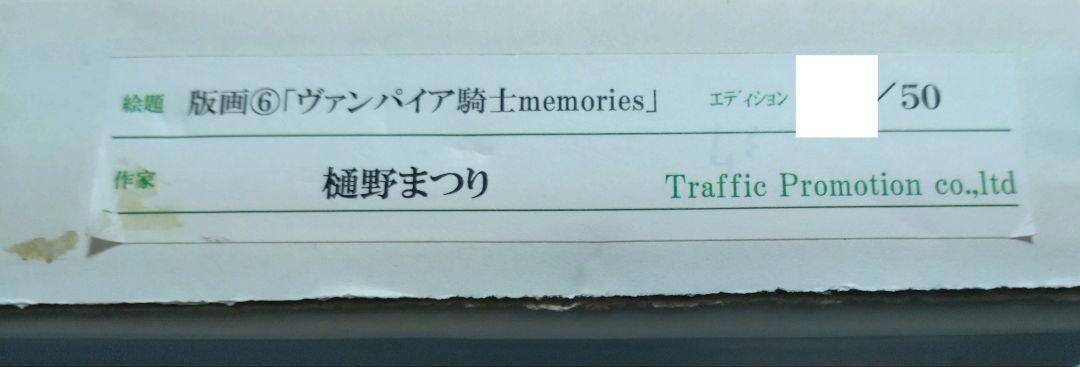 絵題 版画⑥「ヴァンパイア騎士memories」 エディション /50
作家 樋野まつり Traffic Promotion co.,ltd